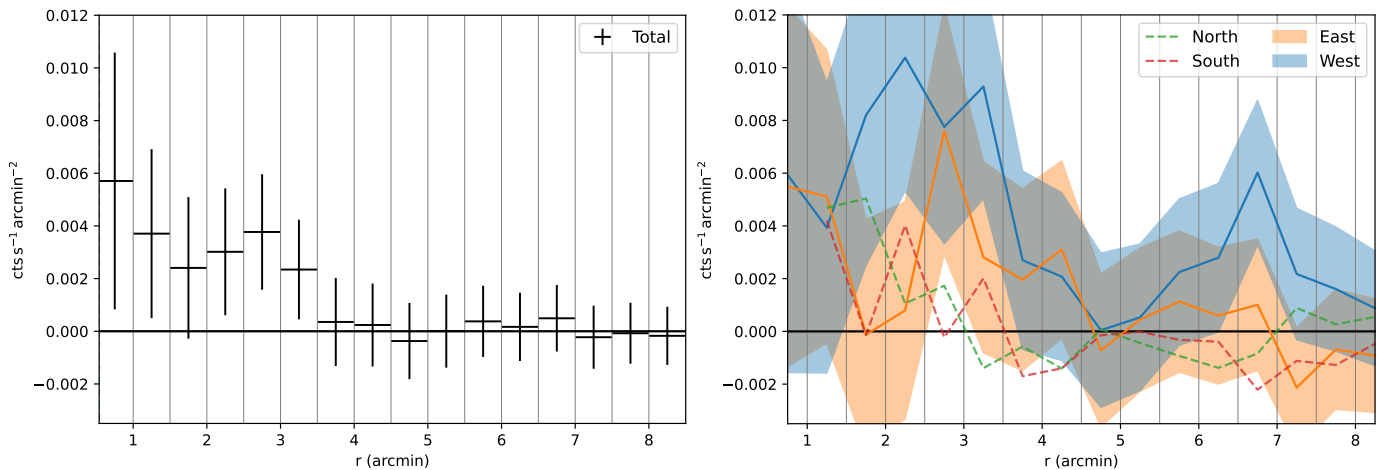 0.012
0.010
0.008
0.006
0.004
0.002
0.000
−0.002
cts s⁻¹ arcmin⁻²
1 2 3 4 5 6 7 8
r (arcmin)
Total
0.012
0.010
0.008
0.006
0.004
0.002
0.000
−0.002
cts s⁻¹ arcmin⁻²
1 2 3 4 5 6 7 8
r (arcmin)
North East
South West